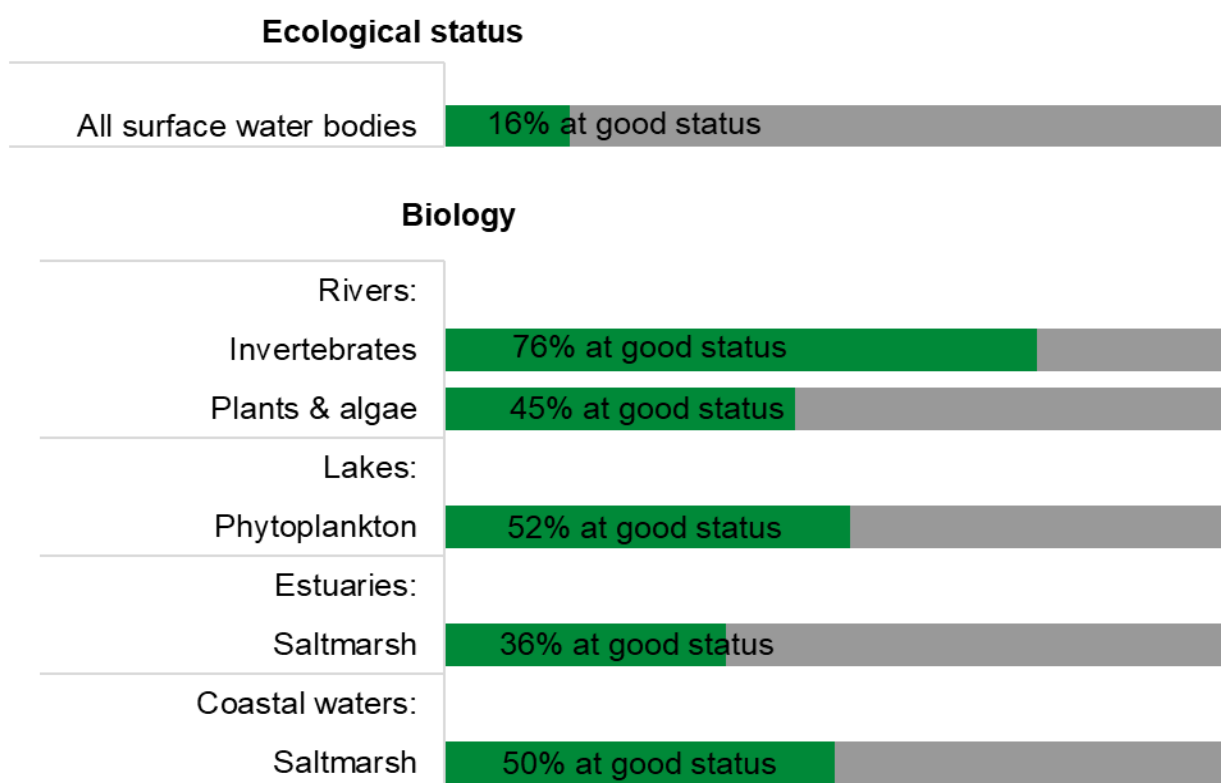 Ecological status
All surface water bodies 16% at good status
Biology
Rivers:
Invertebrates 76% at good status
Plants & algae 45% at good status
Lakes:
Phytoplankton 52% at good status
Estuaries:
Saltmarsh 36% at good status
Coastal waters:
Saltmarsh 50% at good status